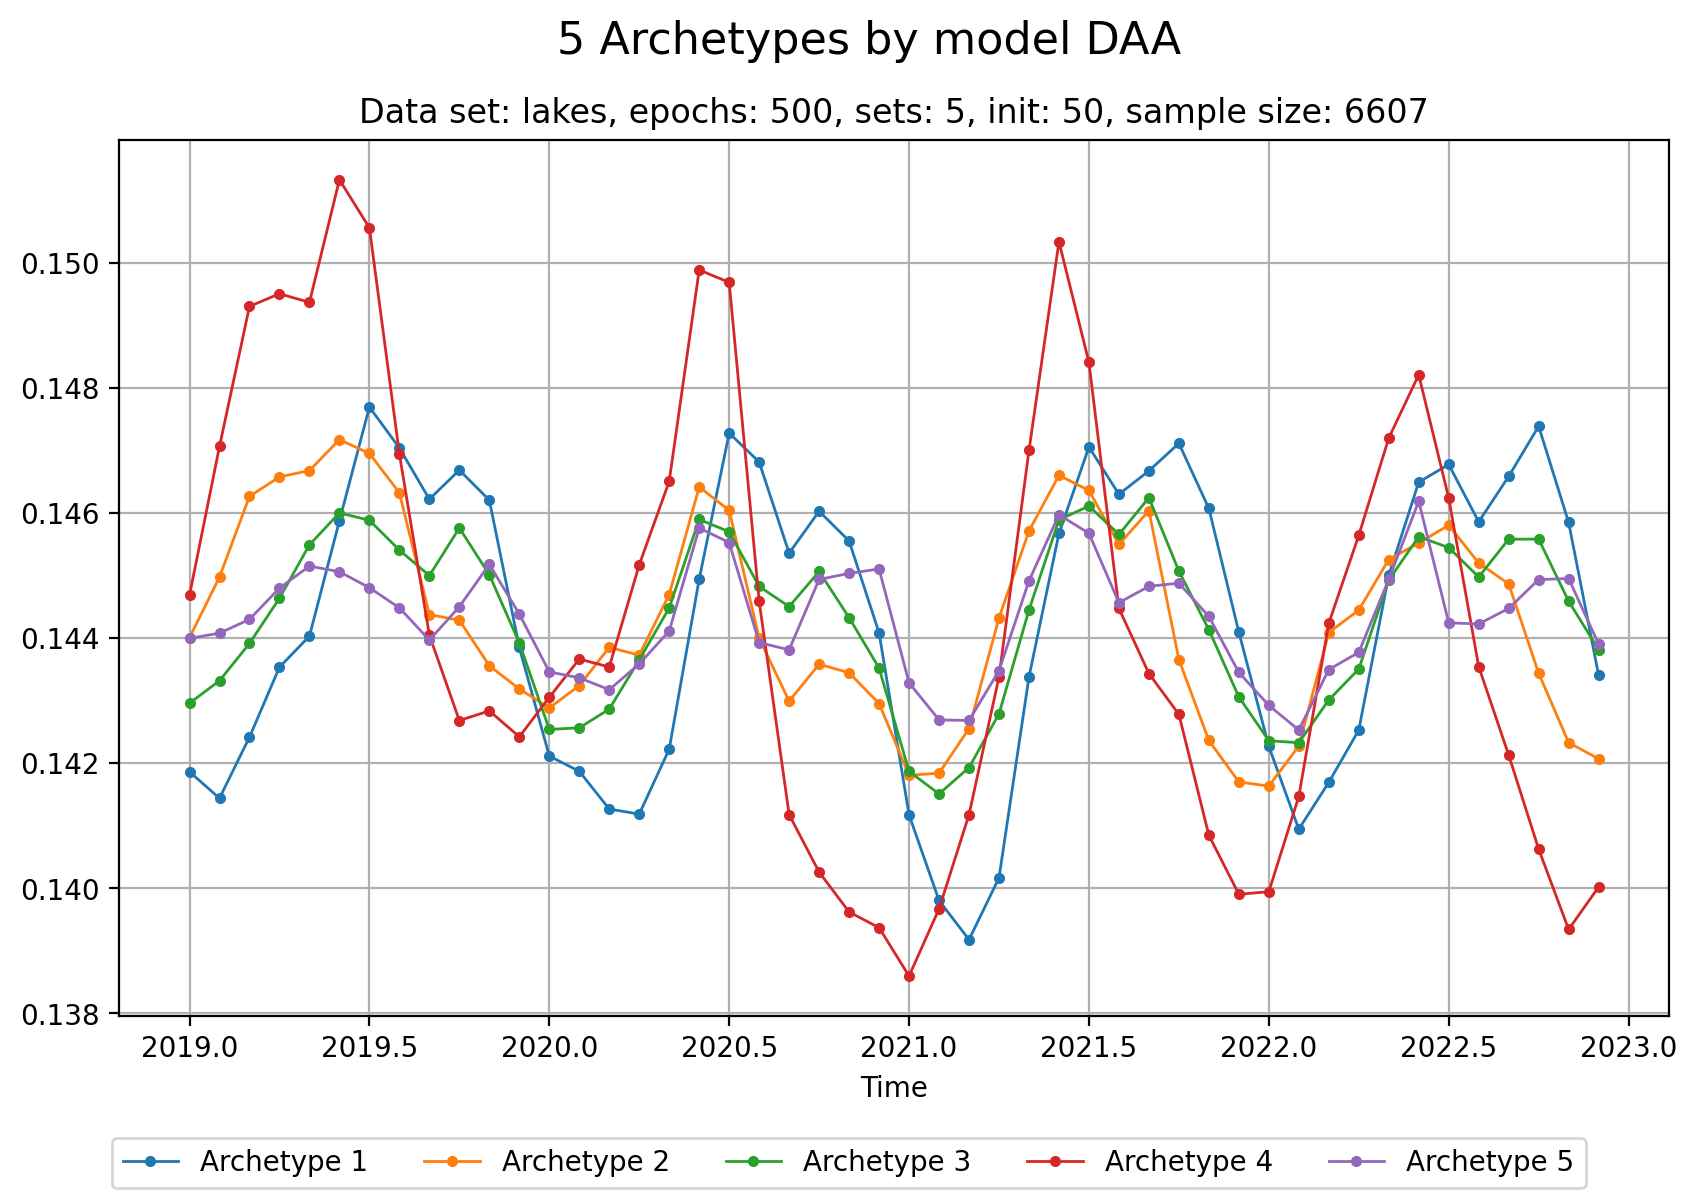 5 Archetypes by model DAA
Data set: lakes, epochs: 500, sets: 5, init: 50, sample size: 6607
0.150
0.148
0.146
0.144
0.142
0.140
0.138
2019.0 2019.5 2020.0 2020.5 2021.0 2021.5 2022.0 2022.5 2023.0
Time
Archetype 1 Archetype 2 Archetype 3 Archetype 4 Archetype 5